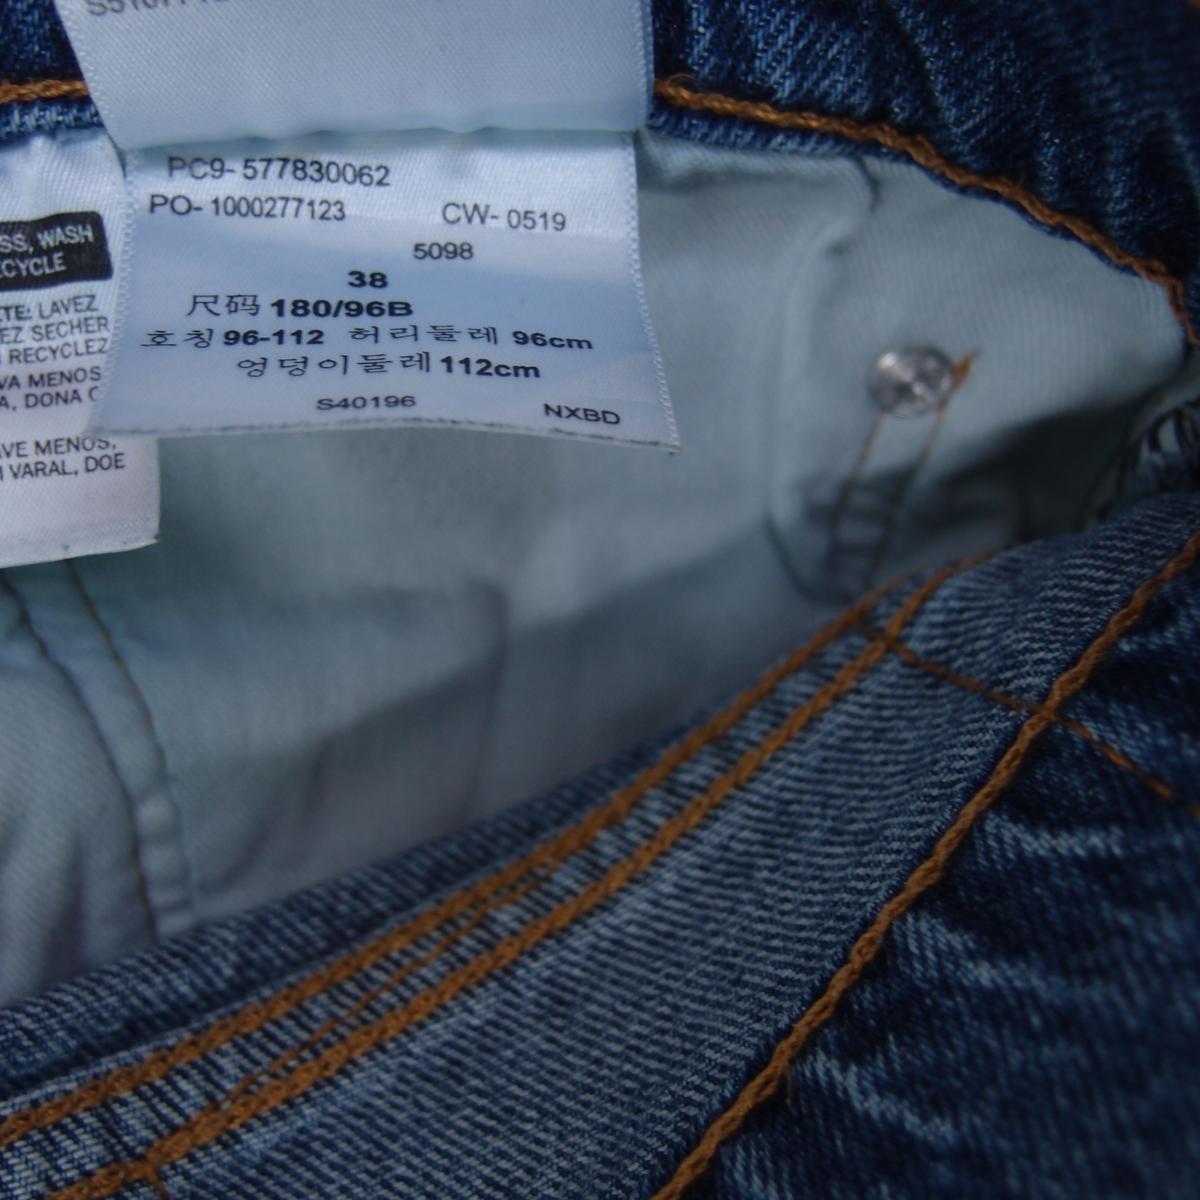 PC9- 577830062
PO- 1000277123 CW- 0519
5098
38
尺码 180/96B
호칭 96-112 허리둘레 96cm
엉덩이둘레 112cm
S40196 NXBD
SS, WASH
ECYCLE
TE: LAVEZ
EZ SECHER
RECYCLEZ
VA MENOS
A, DONA
AVE MENOS,
VARAL, DOE